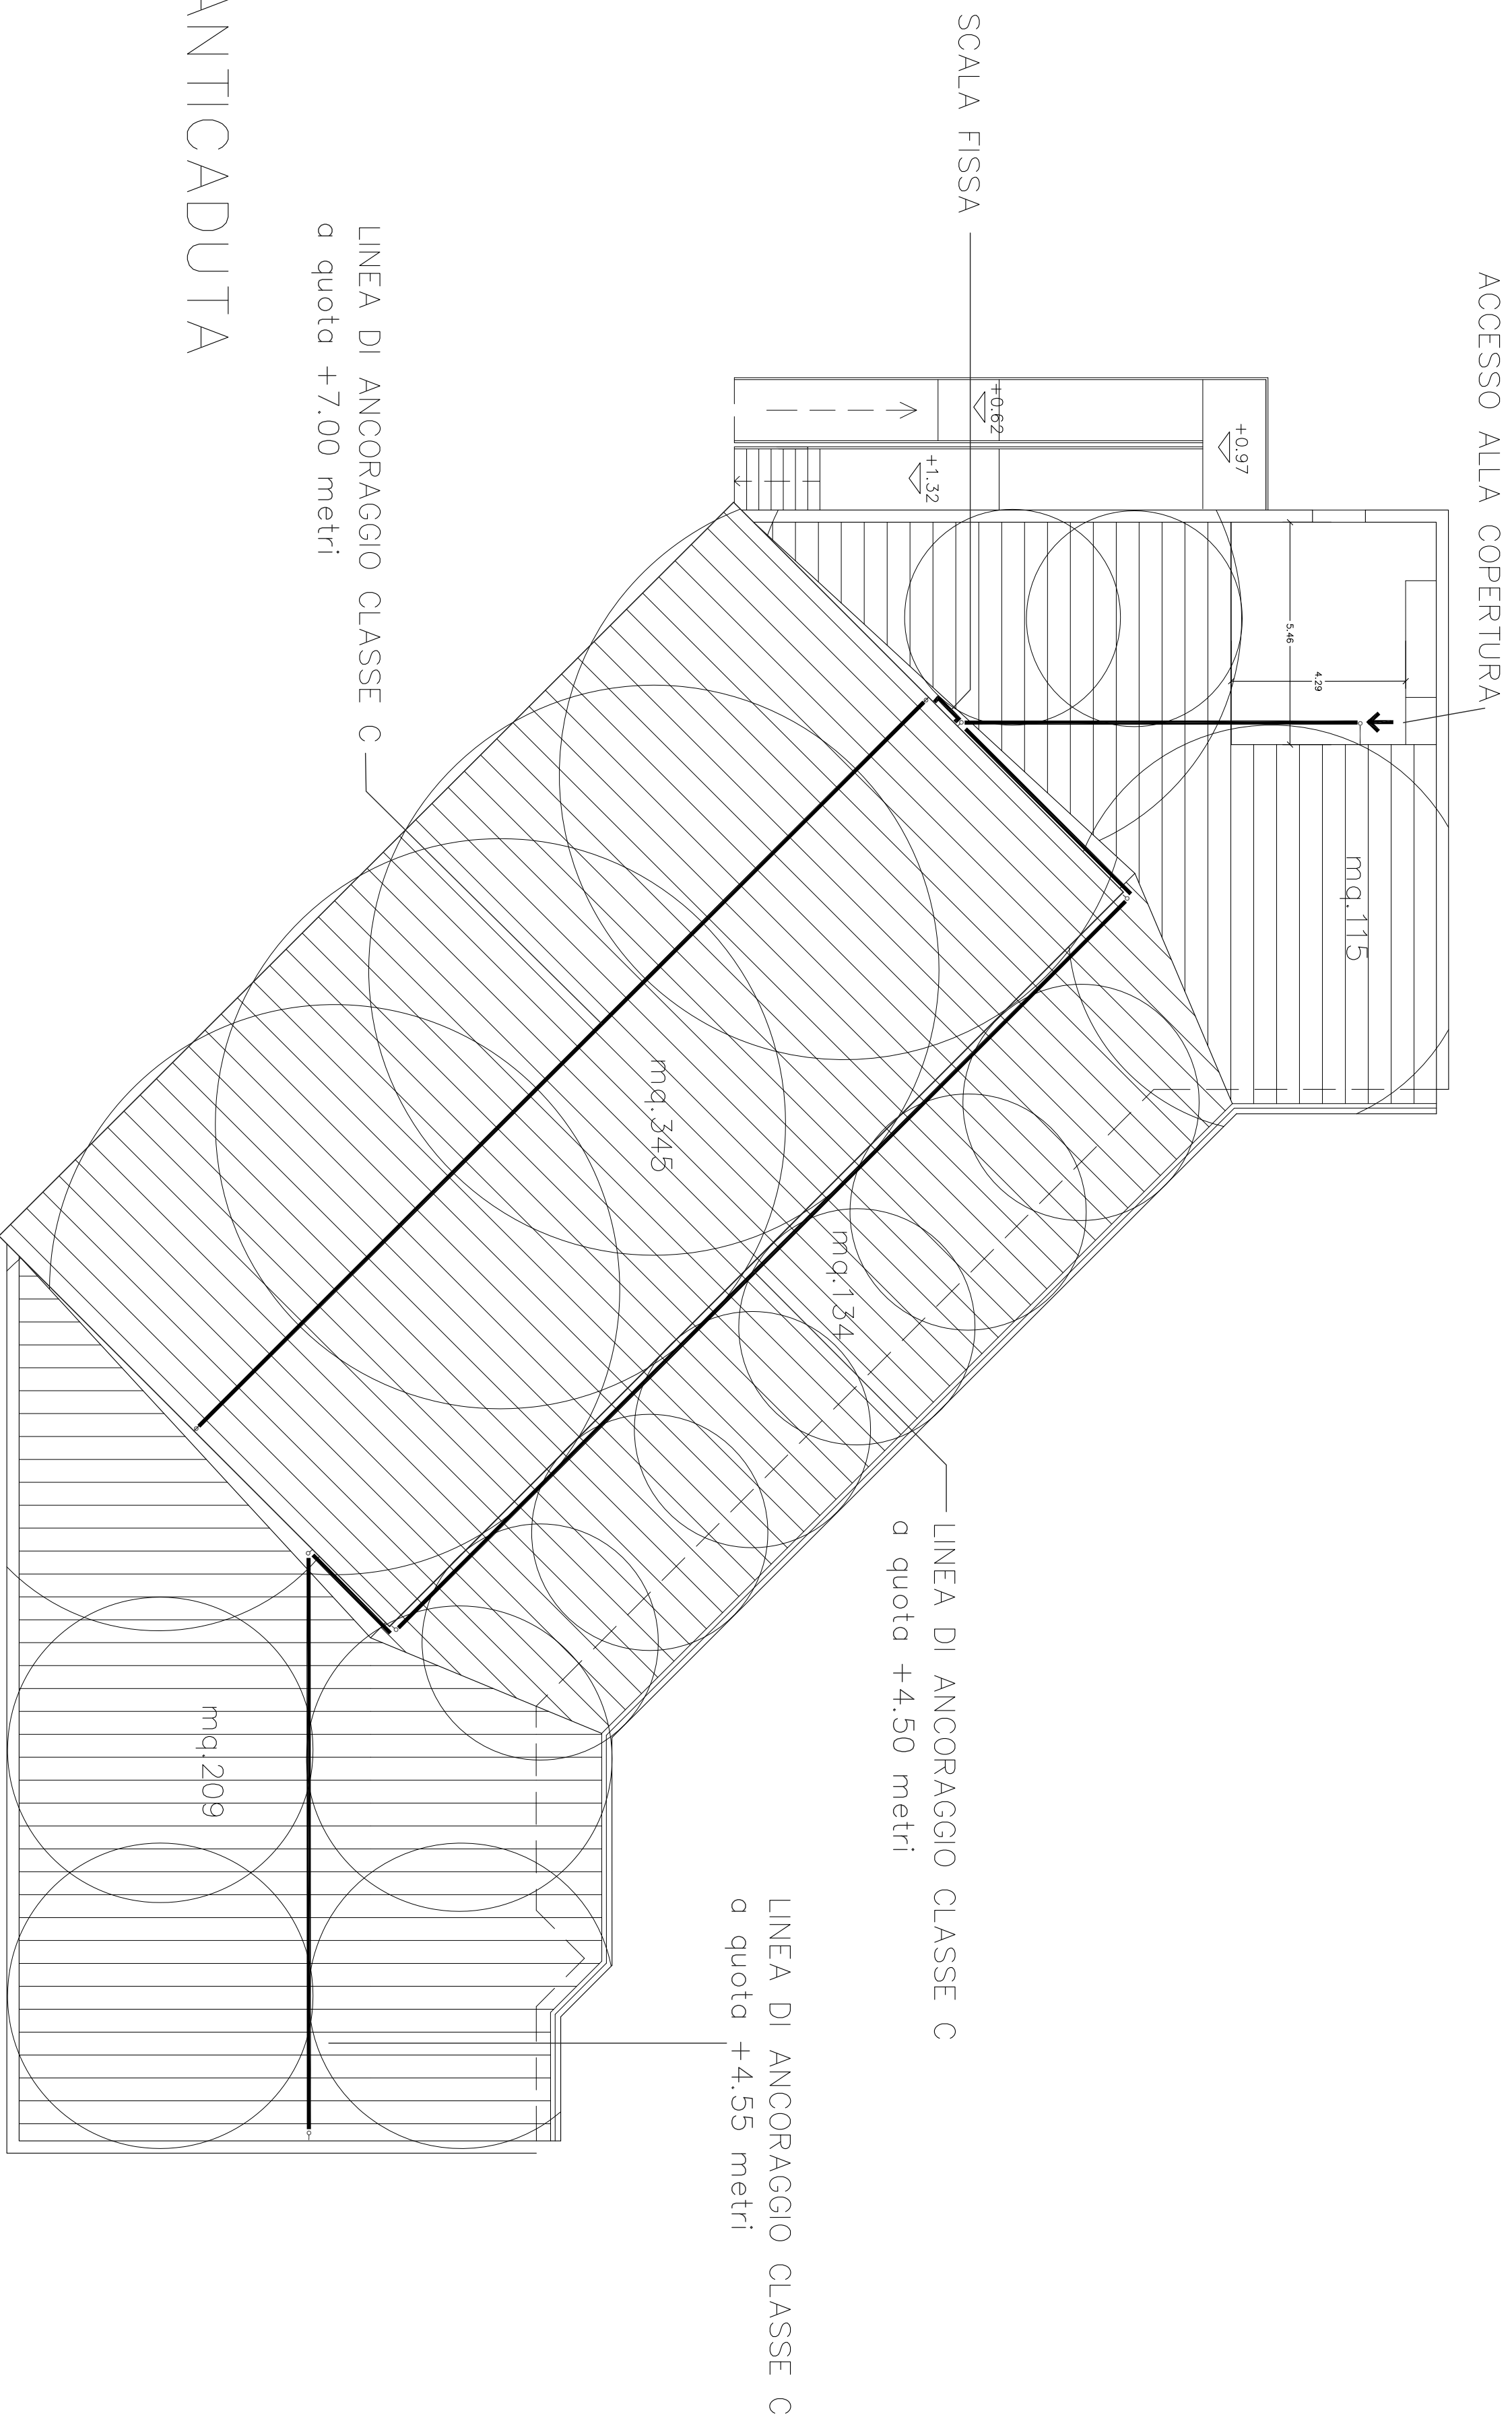 ACCESSO ALLA COPERTURA
SCALA FISSA
+0.97
+0.62
+1.32
5.46
4.29
mq.115
LINEA DI ANCORAGGIO CLASSE C
a quota +7.00 metri
ANTICADUTA
mq.345
mq.134
LINEA DI ANCORAGGIO CLASSE C
a quota +4.50 metri
mq.209
LINEA DI ANCORAGGIO CLASSE C
a quota +4.55 metri